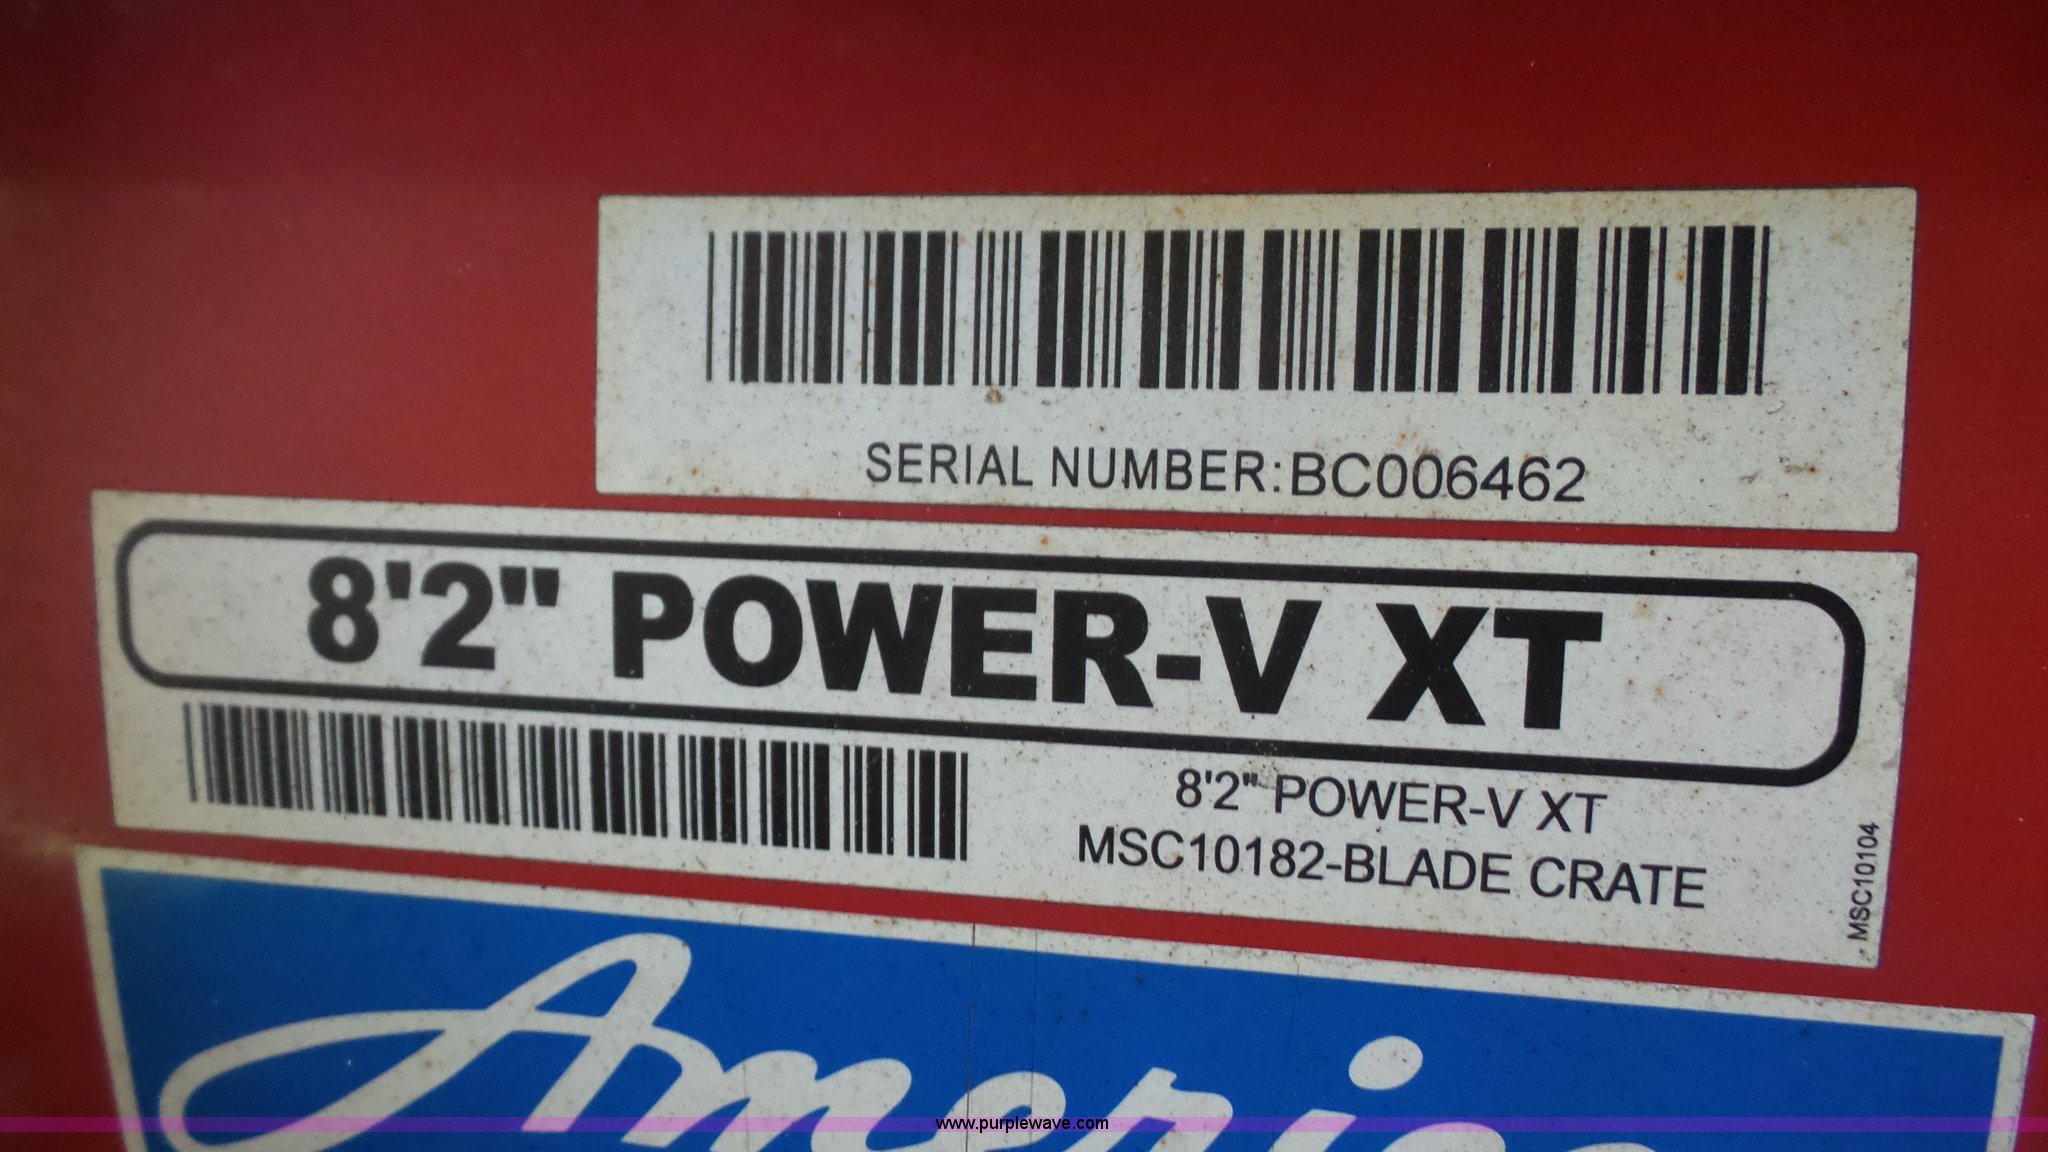 SERIAL NUMBER:BC006462
8'2" POWER-V XT
8'2" POWER-V XT
MSC10182-BLADE CRATE
MSC10104
www.purplewave.com